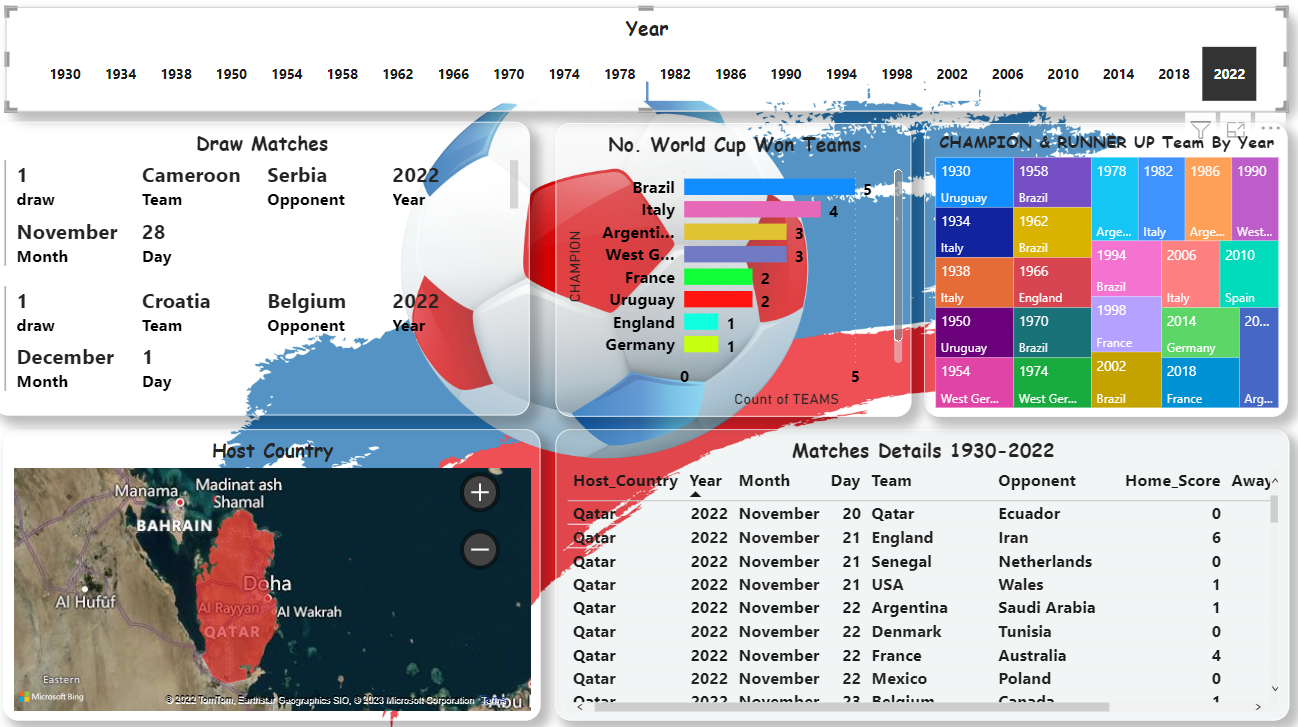 Year
1930 1934 1938 1950 1954 1958 1962 1966 1970 1974 1978 1982 1986 1990 1994 1998 2002 2006 2010 2014 2018 2022
Draw Matches
1 Cameroon Serbia 2022
draw Team Opponent Year
November 28
Month Day
1 Croatia Belgium 2022
draw Team Opponent Year
December 1
Month Day
No. World Cup Won Teams
CHAMPION
Brazil 5
Italy 4
Argenti... 3
West G... 3
France 2
Uruguay 2
England 1
Germany 1
0 5
Count of TEAMS
CHAMPION & RUNNER UP Team By Year
1930
Uruguay
1934
Italy
1938
Italy
1950
Uruguay
1954
West Ger...
1958
Brazil
1962
Brazil
1966
England
1970
Brazil
1974
West Ger...
1978
Arge...
1982
Italy
1986
Arge...
1990
West...
1994
Brazil
1998
France
2002
Brazil
2006
Italy
2010
Spain
2014
Germany
2018
France
20...
Arg...
Host Country
Manama
Madinat ash
Shamal
BAHRAIN
Doha
Al Hufūf
Al Rayyan
Al Wakrah
QATAR
Eastern
Microsoft Bing
© 2022 TomTom, Earthstar Geographics SIO, © 2023 Microsoft Corporation
Matches Details 1930-2022
Host_Country Year Month Day Team Opponent Home_Score Away
Qatar 2022 November 20 Qatar Ecuador 0
Qatar 2022 November 21 England Iran 6
Qatar 2022 November 21 Senegal Netherlands 0
Qatar 2022 November 21 USA Wales 1
Qatar 2022 November 22 Argentina Saudi Arabia 1
Qatar 2022 November 22 Denmark Tunisia 0
Qatar 2022 November 22 France Australia 4
Qatar 2022 November 22 Mexico Poland 0
Qatar 2022 November 23 Belgium Canada 1